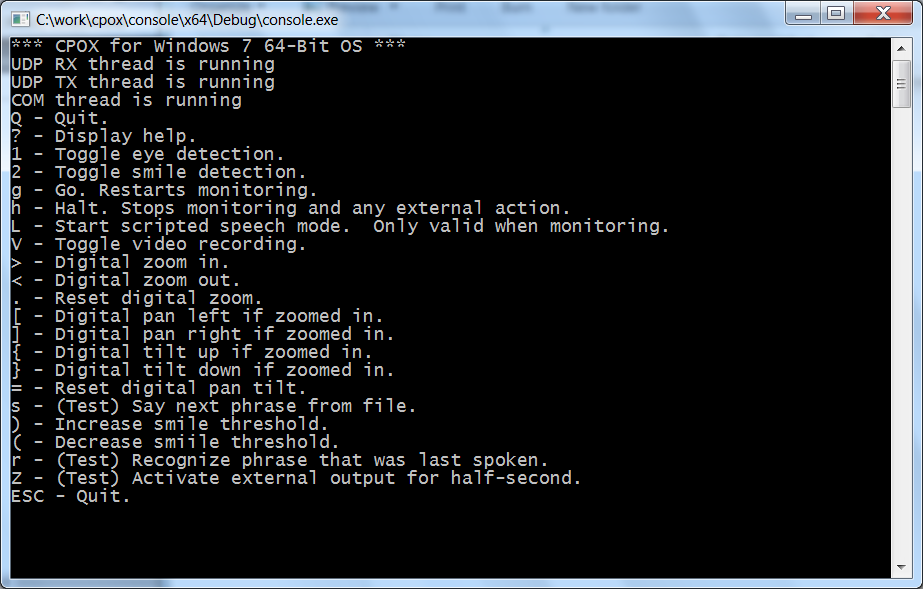 C:\work\cpox\console\x64\Debug\console.exe
*** CPOX for Windows 7 64-Bit OS ***
UDP RX thread is running
UDP TX thread is running
COM thread is running
Q - Quit.
? - Display help.
1 - Toggle eye detection.
2 - Toggle smile detection.
g - Go. Restarts monitoring.
h - Halt. Stops monitoring and any external action.
L - Start scripted speech mode.  Only valid when monitoring.
V - Toggle video recording.
> - Digital zoom in.
< - Digital zoom out.
. - Reset digital zoom.
[ - Digital pan left if zoomed in.
] - Digital pan right if zoomed in.
{ - Digital tilt up if zoomed in.
} - Digital tilt down if zoomed in.
= - Reset digital pan tilt.
s - (Test) Say next phrase from file.
) - Increase smile threshold.
( - Decrease smiile threshold.
r - (Test) Recognize phrase that was last spoken.
Z - (Test) Activate external output for half-second.
ESC - Quit.